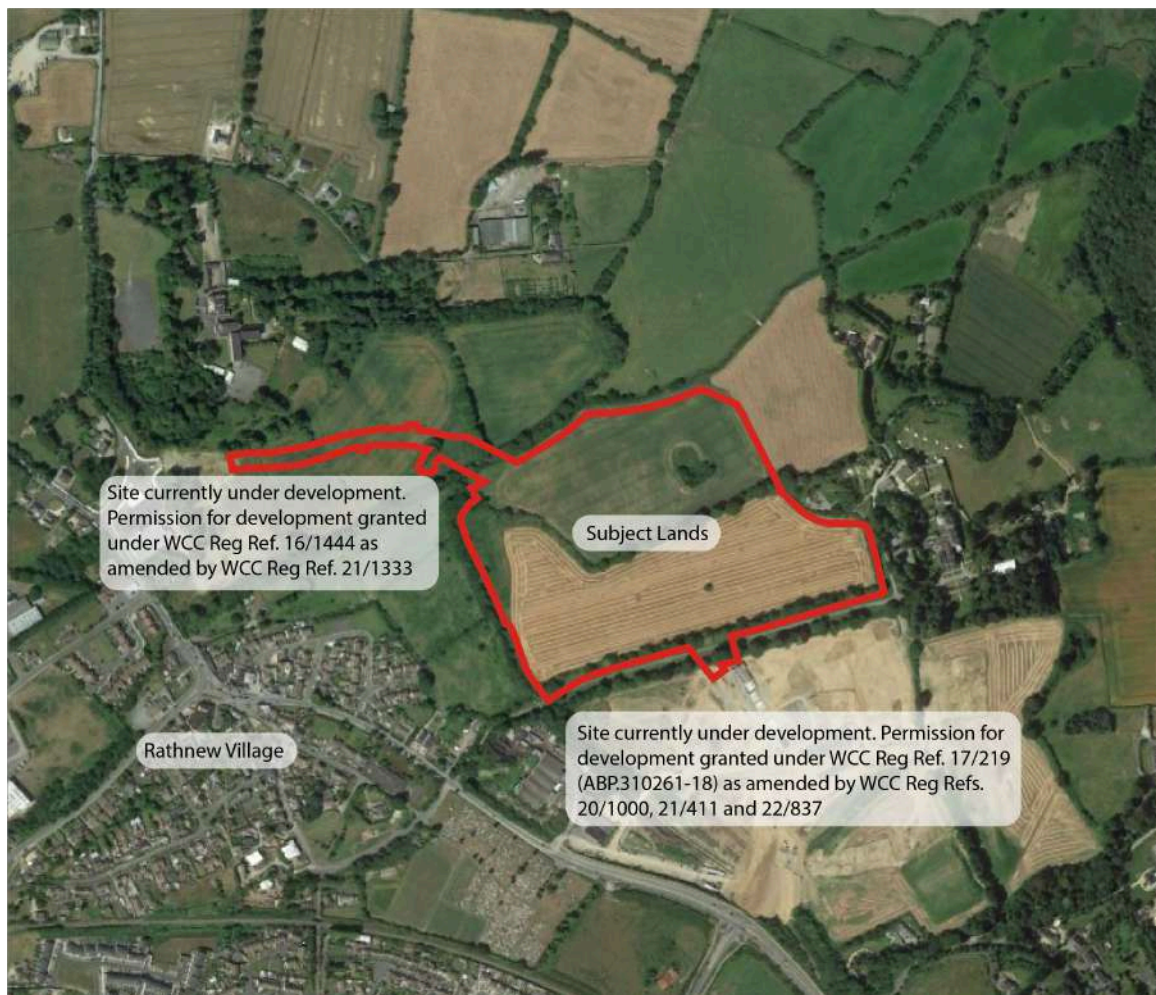 Site currently under development.
Permission for development granted
under WCC Reg Ref. 16/1444 as
amended by WCC Reg Ref. 21/1333
Subject Lands
Rathnew Village
Site currently under development. Permission for
development granted under WCC Reg Ref. 17/219
(ABP.310261-18) as amended by WCC Reg Refs.
20/1000, 21/411 and 22/837